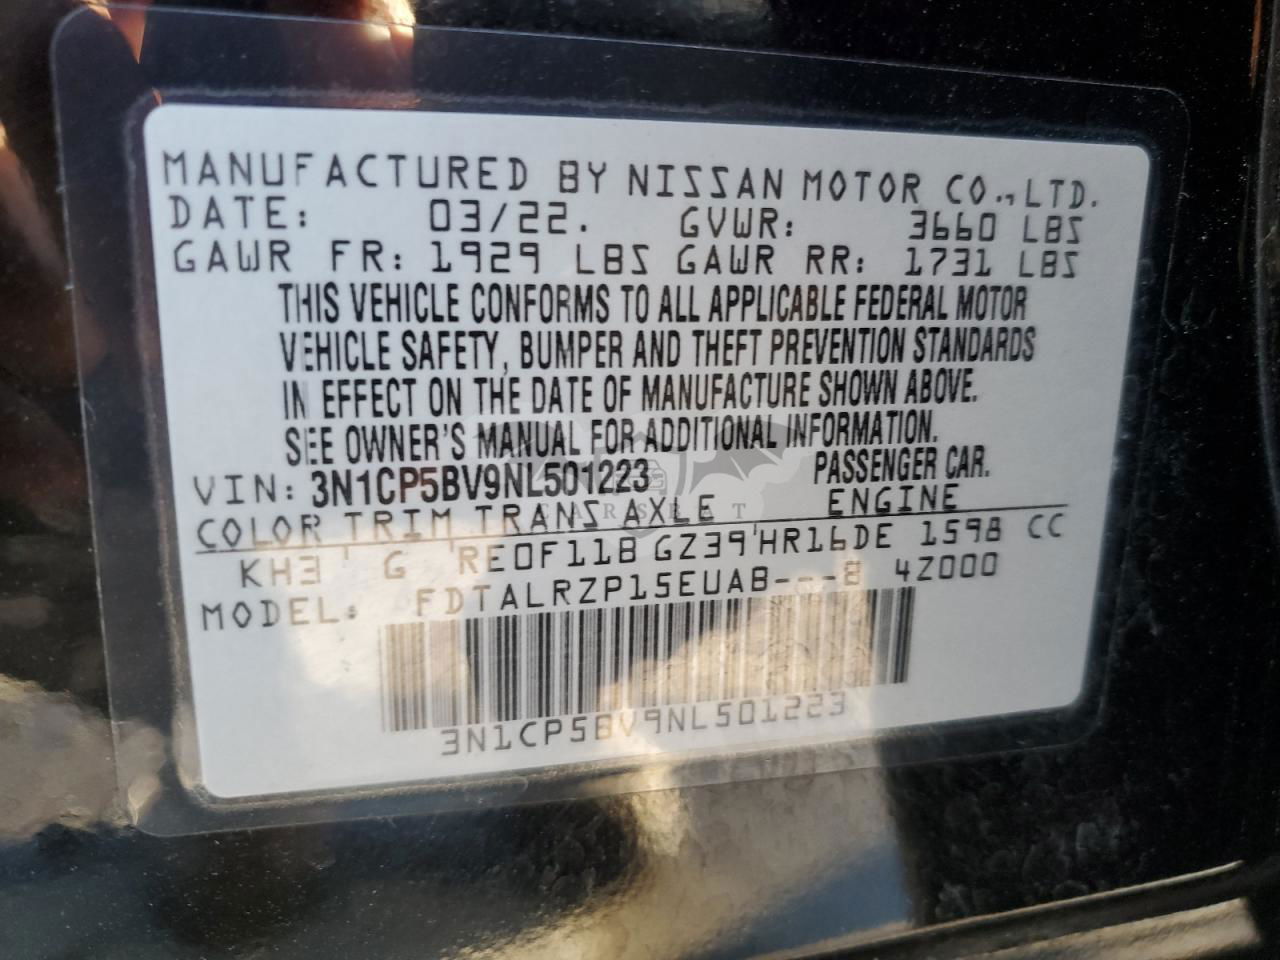 MANUFACTURED BY NISSAN MOTOR CO., LTD.
DATE: 03/22. GVWR: 3660 LBS
GAWR FR: 1929 LBS GAWR RR: 1731 LBS
THIS VEHICLE CONFORMS TO ALL APPLICABLE FEDERAL MOTOR
VEHICLE SAFETY, BUMPER AND THEFT PREVENTION STANDARDS
IN EFFECT ON THE DATE OF MANUFACTURE SHOWN ABOVE.
SEE OWNER'S MANUAL FOR ADDITIONAL INFORMATION.
VIN: 3N1CP5BV9NL501223 PASSENGER CAR.
CARSBAT
COLOR TRIM TRANS AXLE ENGINE
KH3 ' G 'RE0F11B GZ39'HR16DE 1598 CC
MODEL: FDTALRZP15EUAB---8 42000
3N1CP5BV9NL501223